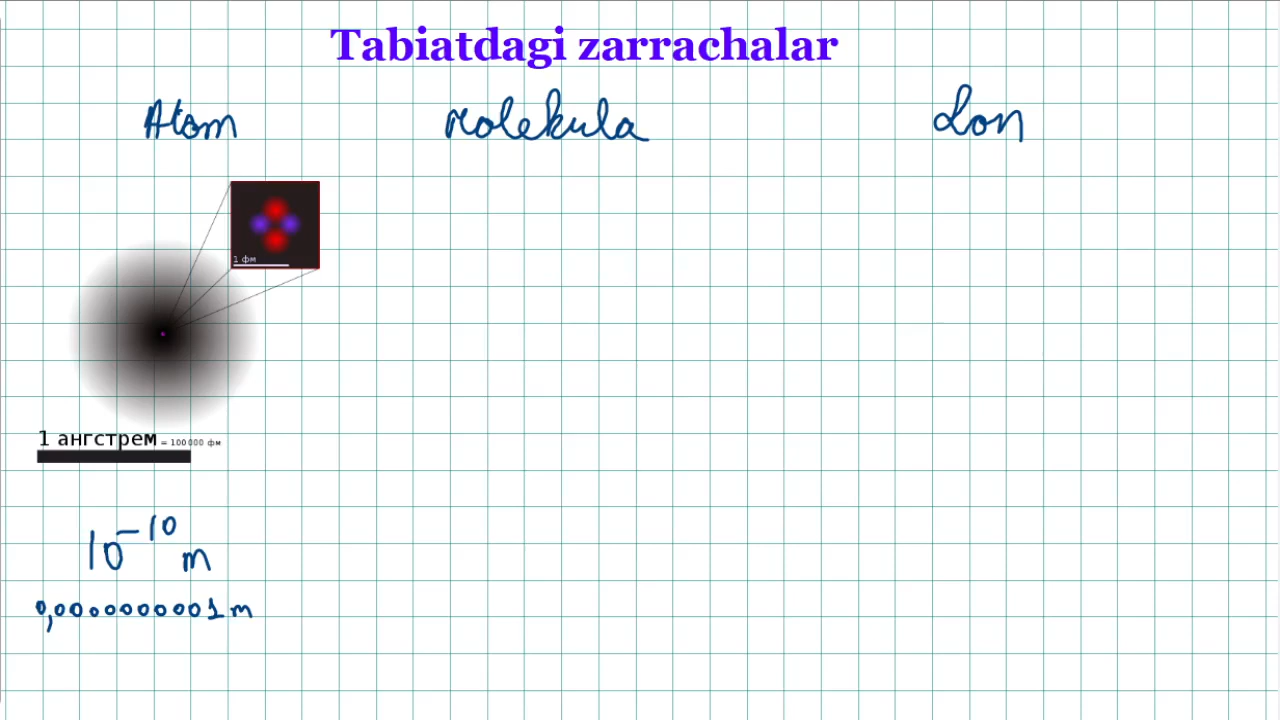 Tabiatdagi zarrachalar
Atom Molekula Ion
1 фм
1 ангстрем = 100 000 фм
10⁻¹⁰ m
0,0000000001 m